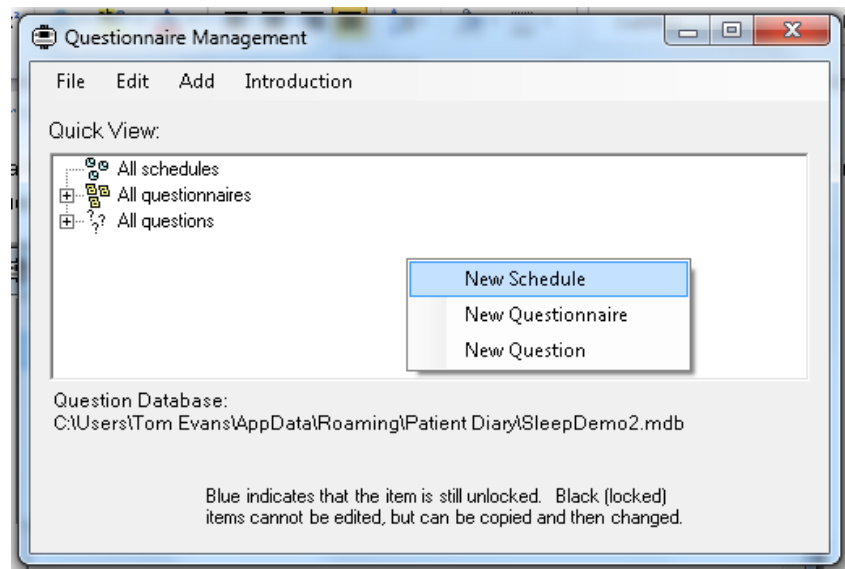 Questionnaire Management
File Edit Add Introduction
Quick View:
All schedules
All questionnaires
All questions
New Schedule
New Questionnaire
New Question
Question Database:
C:\Users\Tom Evans\AppData\Roaming\Patient Diary\SleepDemo2.mdb
Blue indicates that the item is still unlocked. Black (locked)
items cannot be edited, but can be copied and then changed.